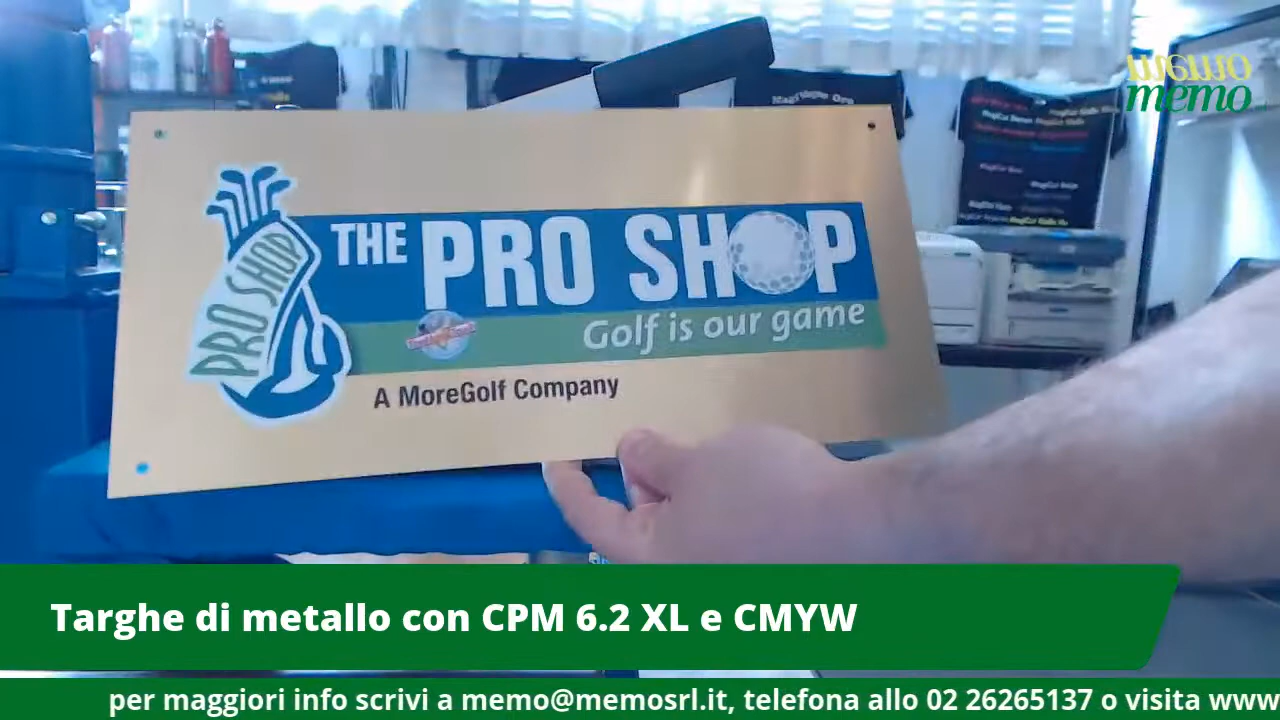 memo
memo
THE PRO SHOP
PRO SHOP
Golf is our game
A MoreGolf Company
Targhe di metallo con CPM 6.2 XL e CMYW
per maggiori info scrivi a memo@memosrl.it, telefona allo 02 26265137 o visita www